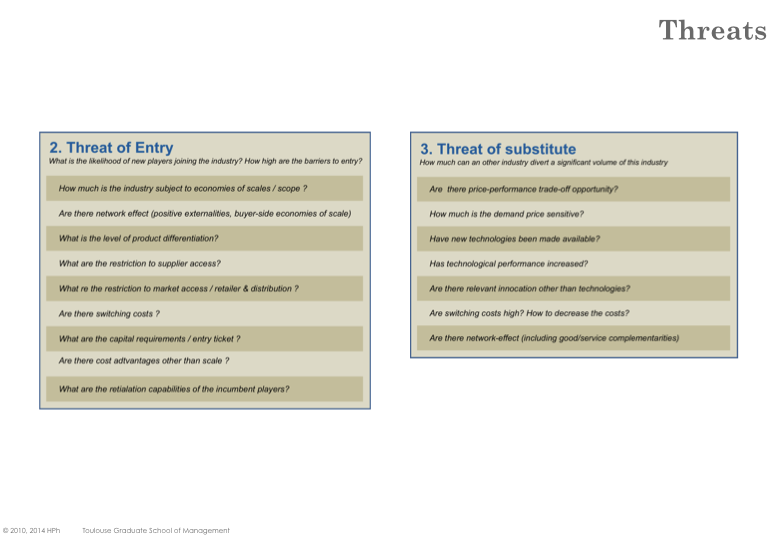 Threats
2. Threat of Entry
What is the likelihood of new players joining the industry? How high are the barriers to entry?
How much is the industry subject to economies of scales / scope ?
Are there network effect (positive externalities, buyer-side economies of scale)
What is the level of product differentiation?
What are the restriction to supplier access?
What re the restriction to market access / retailer & distribution ?
Are there switching costs ?
What are the capital requirements / entry ticket ?
Are there cost adtvantages other than scale ?
What are the retialation capabilities of the incumbent players?
3. Threat of substitute
How much can an other industry divert a significant volume of this industry
Are there price-performance trade-off opportunity?
How much is the demand price sensitive?
Have new technologies been made available?
Has technological performance increased?
Are there relevant innocation other than technologies?
Are switching costs high? How to decrease the costs?
Are there network-effect (including good/service complementarities)
© 2010, 2014 HPh Toulouse Graduate School of Management